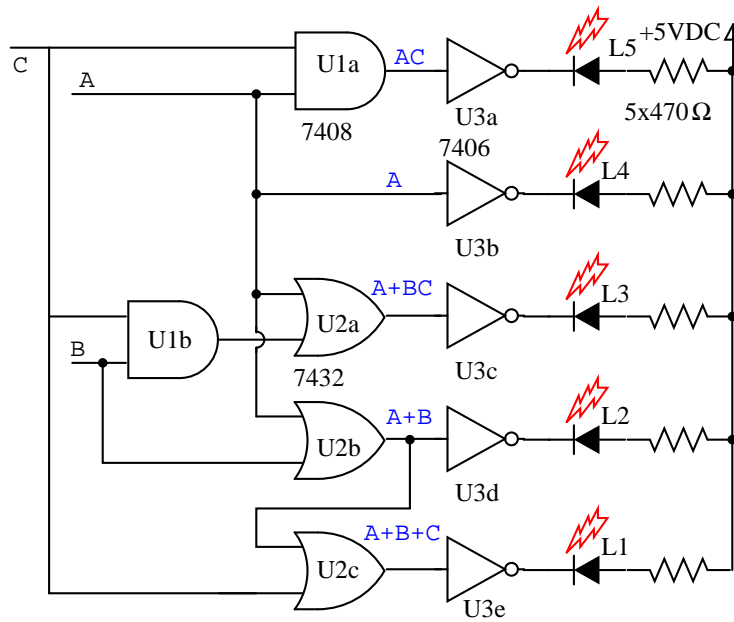 +5VDC
C
U1a
AC
L5
A
7408
U3a
5x470Ω
7406
A
L4
U3b
A+BC
L3
U1b
U2a
B
7432
U3c
A+B
L2
U2b
U3d
A+B+C
L1
U2c
U3e